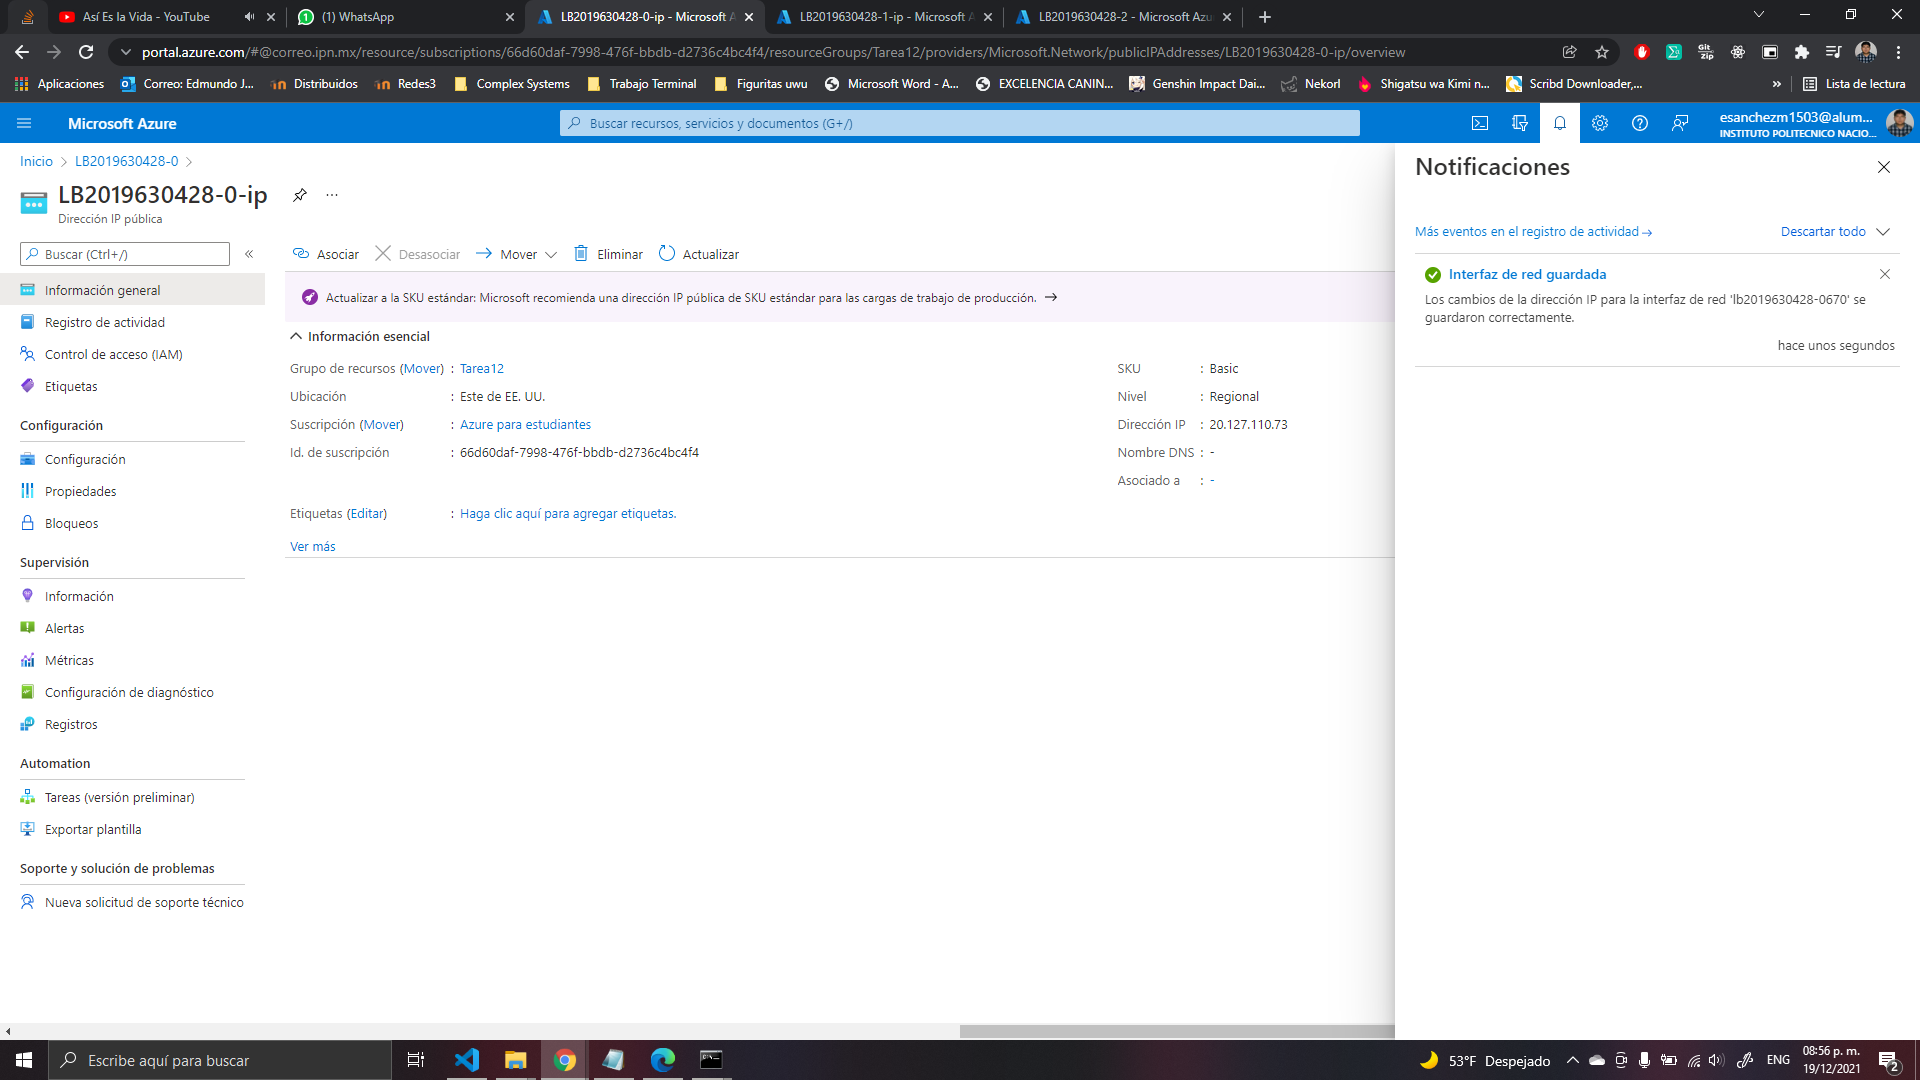 Así Es la Vida - YouTube
(1) WhatsApp
LB2019630428-0-ip - Microsoft A
LB2019630428-1-ip - Microsoft A
LB2019630428-2 - Microsoft Azu
portal.azure.com/#@correo.ipn.mx/resource/subscriptions/66d60daf-7998-476f-bbdb-d2736c4bc4f4/resourceGroups/Tarea12/providers/Microsoft.Network/publicIPAddresses/LB2019630428-0-ip/overview
Aplicaciones
Correo: Edmundo J...
Distribuidos
Redes3
Complex Systems
Trabajo Terminal
Figuritas uwu
Microsoft Word - A...
EXCELENCIA CANIN...
Genshin Impact Dai...
Nekorl
Shigatsu wa Kimi n...
Scribd Downloader,...
»
Lista de lectura
Microsoft Azure
Buscar recursos, servicios y documentos (G+/)
esanchezm1503@alum...
INSTITUTO POLITECNICO NACIO...
Inicio > LB2019630428-0 >
LB2019630428-0-ip
Dirección IP pública
Buscar (Ctrl+/)
«
Información general
Registro de actividad
Control de acceso (IAM)
Etiquetas
Configuración
Configuración
Propiedades
Bloqueos
Supervisión
Información
Alertas
Métricas
Configuración de diagnóstico
Registros
Automation
Tareas (versión preliminar)
Exportar plantilla
Soporte y solución de problemas
Nueva solicitud de soporte técnico
Asociar
Desasociar
Mover
Eliminar
Actualizar
Actualizar a la SKU estándar: Microsoft recomienda una dirección IP pública de SKU estándar para las cargas de trabajo de producción. →
Información esencial
Grupo de recursos (Mover) : Tarea12
Ubicación : Este de EE. UU.
Suscripción (Mover) : Azure para estudiantes
Id. de suscripción : 66d60daf-7998-476f-bbdb-d2736c4bc4f4
SKU : Basic
Nivel : Regional
Dirección IP : 20.127.110.73
Nombre DNS : -
Asociado a : -
Etiquetas (Editar) : Haga clic aquí para agregar etiquetas.
Ver más
Notificaciones
Más eventos en el registro de actividad →
Descartar todo
Interfaz de red guardada
Los cambios de la dirección IP para la interfaz de red 'lb2019630428-0670' se
guardaron correctamente.
hace unos segundos
Escribe aquí para buscar
53°F Despejado
ENG
08:56 p. m.
19/12/2021
2